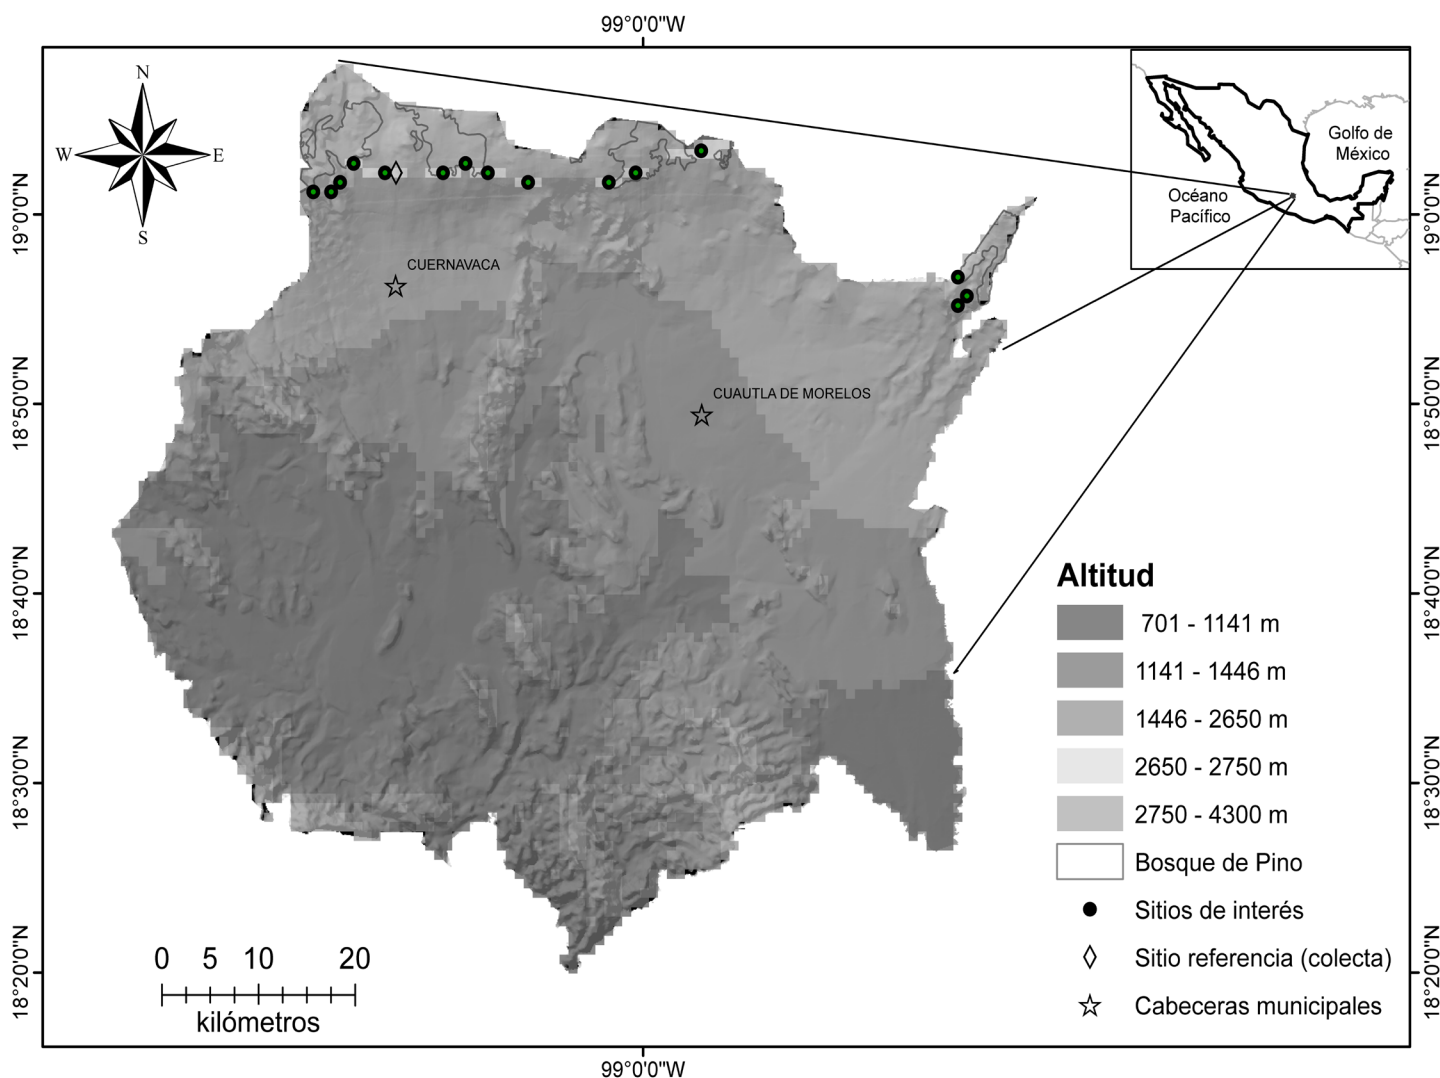 99°0'0"W
N
W
E
S
Golfo de
México
Océano
Pacífico
19°0'0"N
19°0'0"N
CUERNAVACA
18°50'0"N
CUAUTLA DE MORELOS
18°50'0"N
18°40'0"N
18°40'0"N
Altitud
701 - 1141 m
1141 - 1446 m
1446 - 2650 m
2650 - 2750 m
2750 - 4300 m
Bosque de Pino
Sitios de interés
Sitio referencia (colecta)
Cabeceras municipales
18°30'0"N
18°30'0"N
18°20'0"N
18°20'0"N
0 5 10 20
kilómetros
99°0'0"W